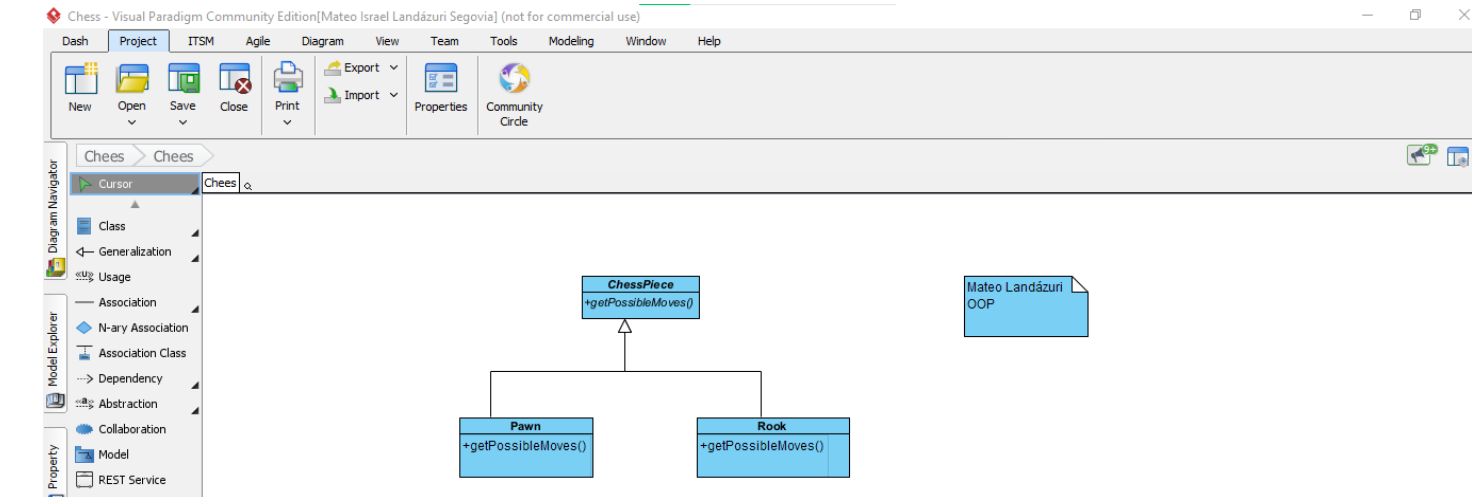 Chess - Visual Paradigm Community Edition[Mateo Israel Landázuri Segovia] (not for commercial use)
Dash Project ITSM Agile Diagram View Team Tools Modeling Window Help
New Open Save Close Print Export Import Properties Community Circle
Chees Chees
9+
Diagram Navigator
Model Explorer
Property
Cursor
Class
Generalization
«U» Usage
Association
N-ary Association
Association Class
Dependency
«a» Abstraction
Collaboration
Model
REST Service
Chees
ChessPiece
+getPossibleMoves()
Mateo Landázuri
OOP
Pawn
+getPossibleMoves()
Rook
+getPossibleMoves()